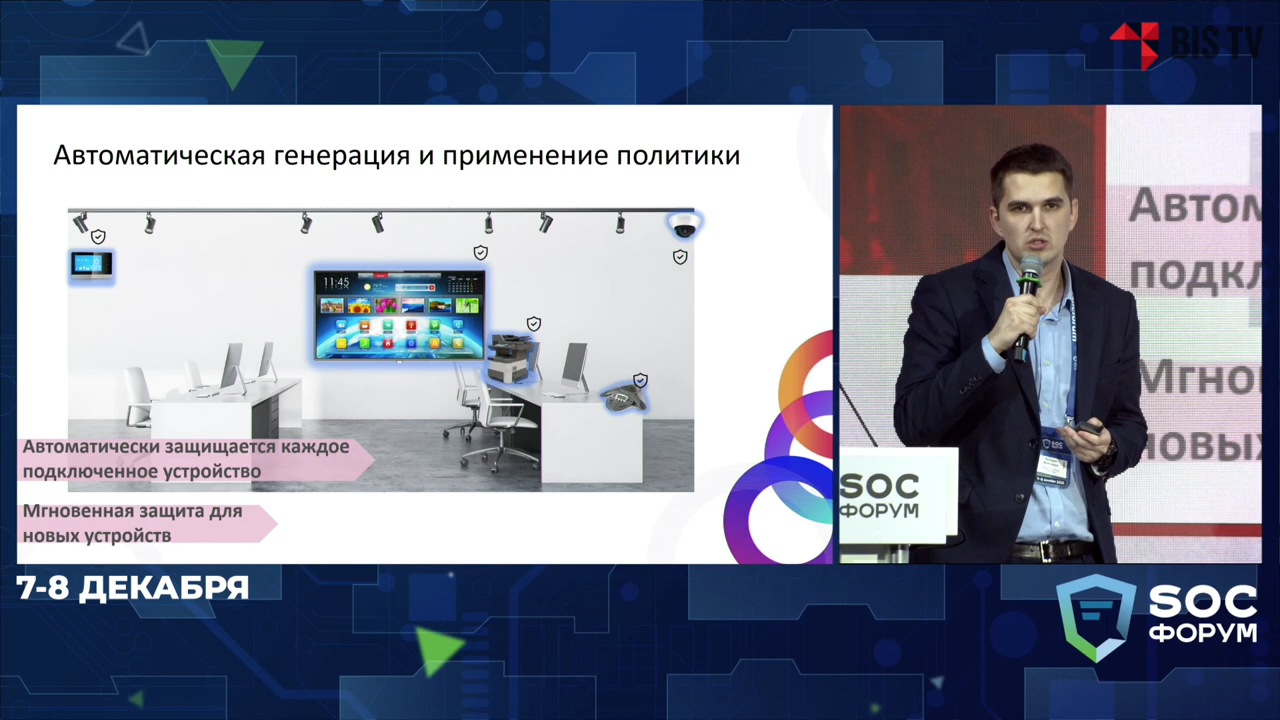 BIS TV
Автоматическая генерация и применение политики
11:45
Автоматически защищается каждое
подключенное устройство
Мгновенная защита для
новых устройств
Автом
подкл
Мгно
новых
SOC
ФОРУМ
7-8 ДЕКАБРЯ
SOC
ФОРУМ